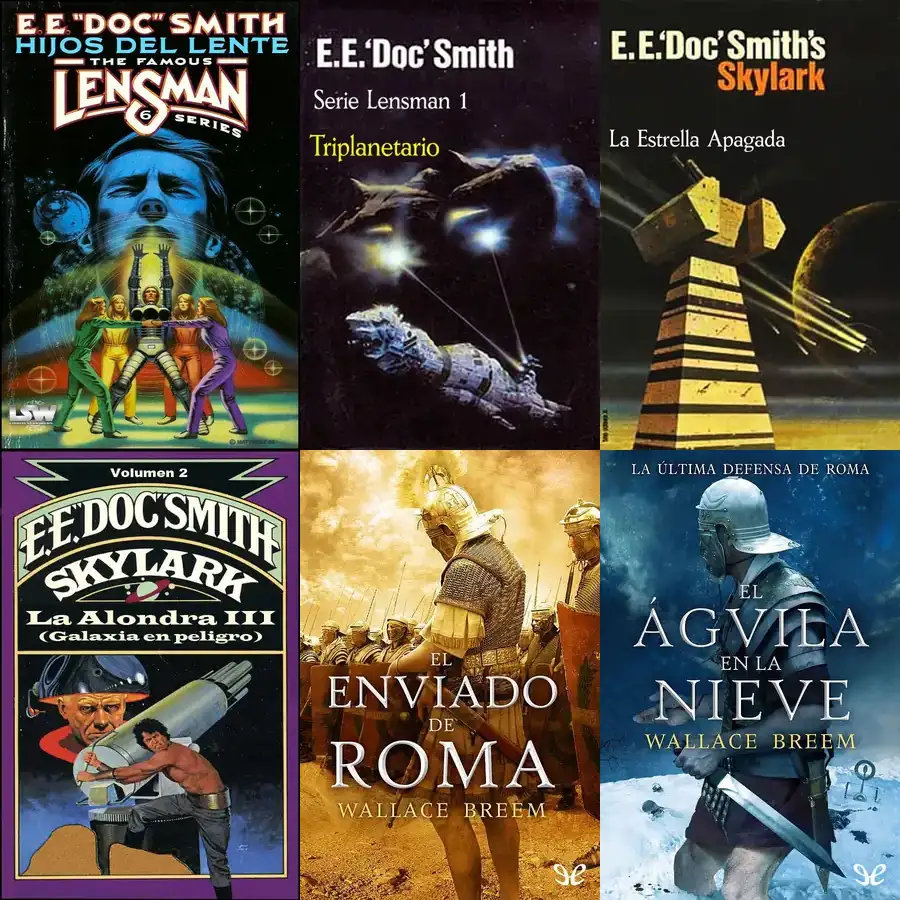 E.E. "DOC" SMITH
HIJOS DEL LENTE
THE FAMOUS
LENSMAN
6
SERIES
LSW
E.E.'Doc' Smith
Serie Lensman 1
Triplanetario
E.E.'Doc' Smith's
Skylark
La Estrella Apagada
Volumen 2
E.E. "DOC" SMITH
SKYLARK
La Alondra III
(Galaxia en peligro)
EL
ENVIADO
DE
ROMA
WALLACE BREEM
LA ÚLTIMA DEFENSA DE ROMA
EL
ÁGVILA
EN LA
NIEVE
WALLACE BREEM